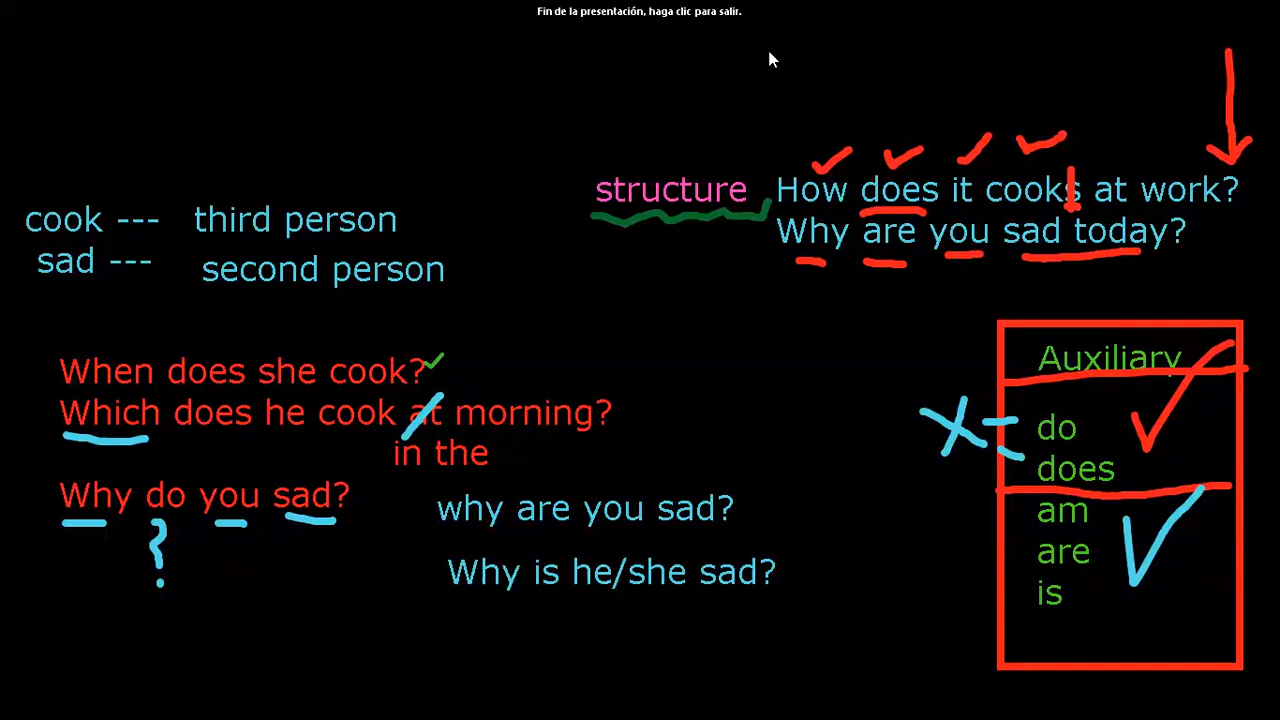 Fin de la presentación, haga clic para salir.
structure How does it cooks at work?
Why are you sad today?
cook --- third person
sad --- second person
When does she cook?
Which does he cook at morning?
in the
Why do you sad?
why are you sad?
Why is he/she sad?
Auxiliary
do
does
am
are
is